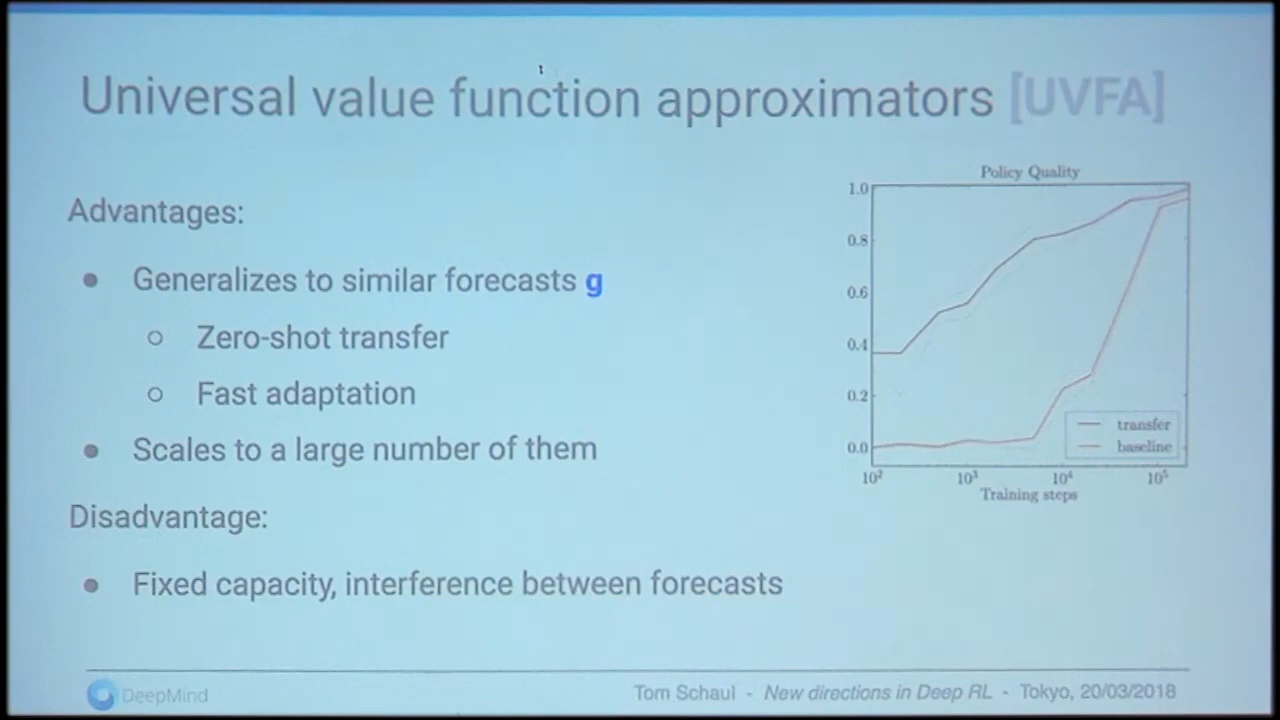 Universal value function approximators [UVFA]
Advantages:
Generalizes to similar forecasts g
Zero-shot transfer
Fast adaptation
Scales to a large number of them
Disadvantage:
Fixed capacity, interference between forecasts
Policy Quality
1.0
0.8
0.6
0.4
0.2
0.0
transfer
baseline
10² 10³ 10⁴ 10⁵
Training steps
DeepMind
Tom Schaul - New directions in Deep RL - Tokyo, 20/03/2018